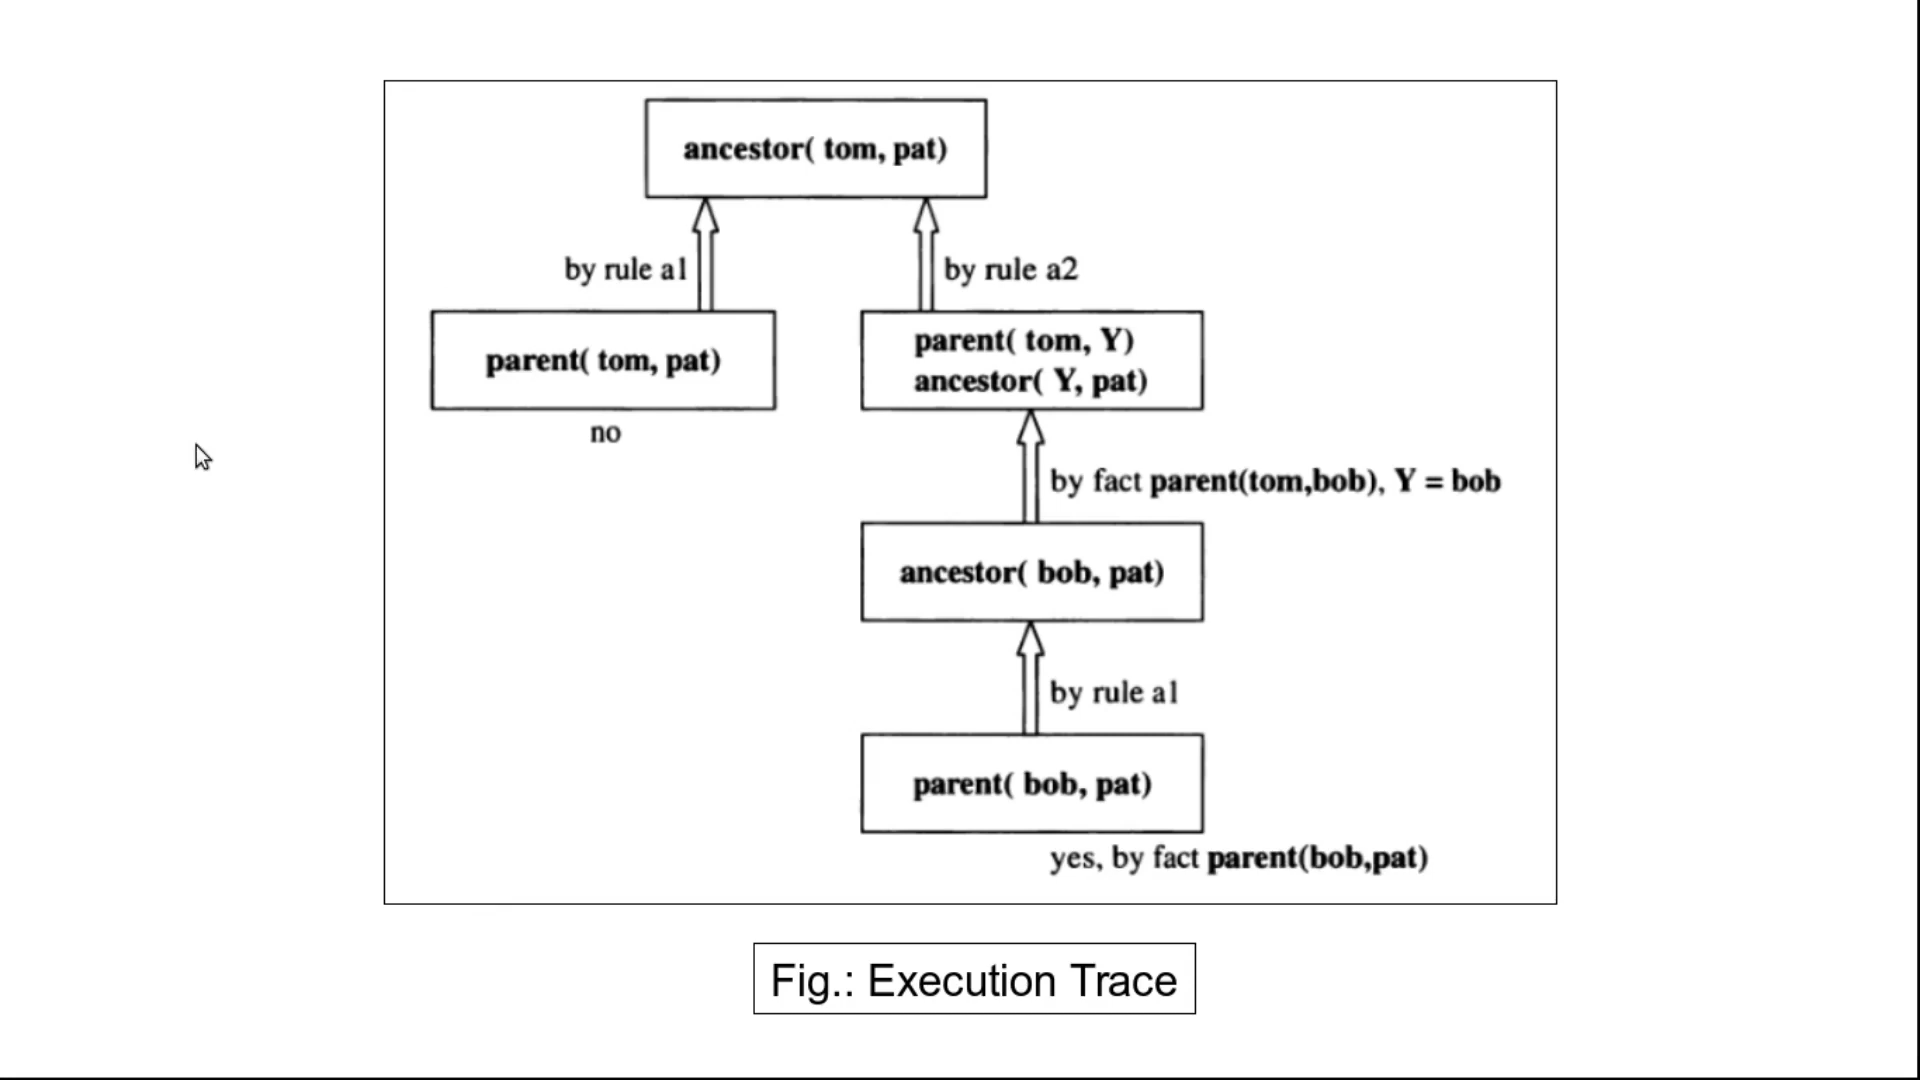 ancestor( tom, pat)
by rule a1
by rule a2
parent( tom, pat)
no
parent( tom, Y)
ancestor( Y, pat)
by fact parent(tom,bob), Y = bob
ancestor( bob, pat)
by rule a1
parent( bob, pat)
yes, by fact parent(bob,pat)
Fig.: Execution Trace